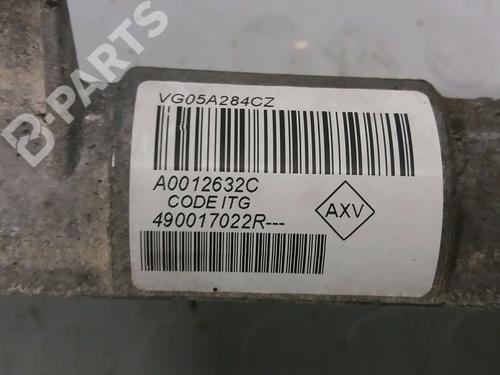 B-PARTS
VG05A284CZ
A0012632C
CODE ITG
490017022R---
AXV